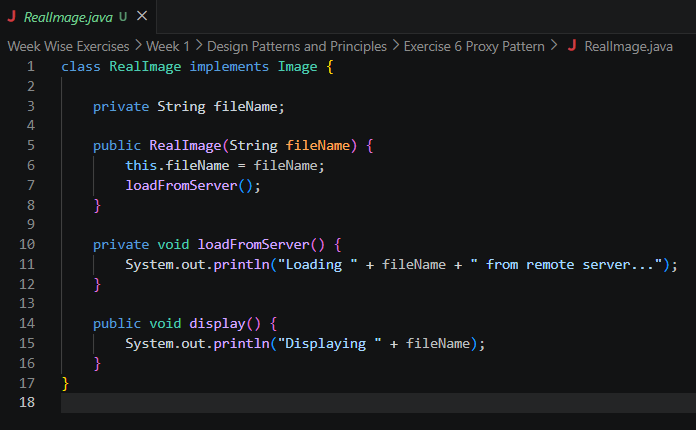 J RealImage.java U ×
Week Wise Exercises > Week 1 > Design Patterns and Principles > Exercise 6 Proxy Pattern > J RealImage.java
1 class RealImage implements Image {
2
3     private String fileName;
4
5     public RealImage(String fileName) {
6         this.fileName = fileName;
7         loadFromServer();
8     }
9
10     private void loadFromServer() {
11         System.out.println("Loading " + fileName + " from remote server...");
12     }
13
14     public void display() {
15         System.out.println("Displaying " + fileName);
16     }
17 }
18